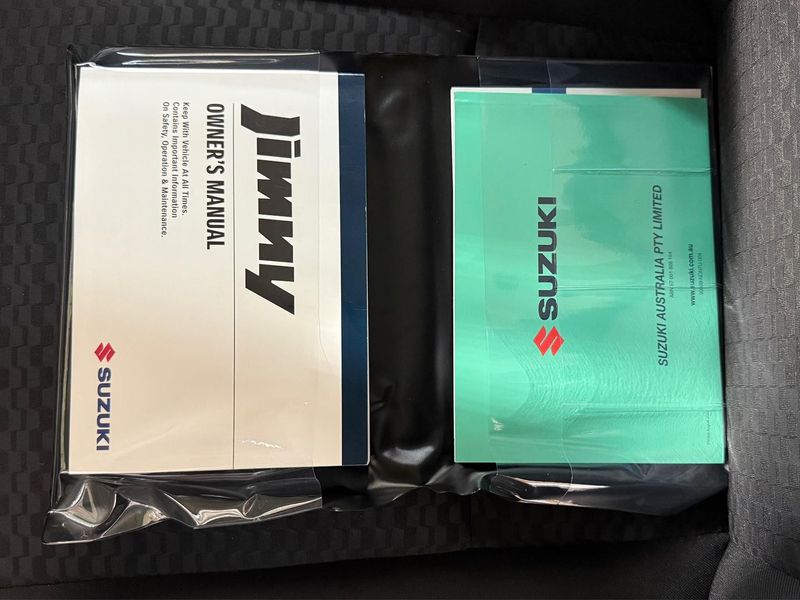 Jimny
OWNER'S MANUAL
Keep With Vehicle At All Times.
Contains Important Information
On Safety, Operation & Maintenance.
SUZUKI
SUZUKI
SUZUKI AUSTRALIA PTY LIMITED
www.suzuki.com.au